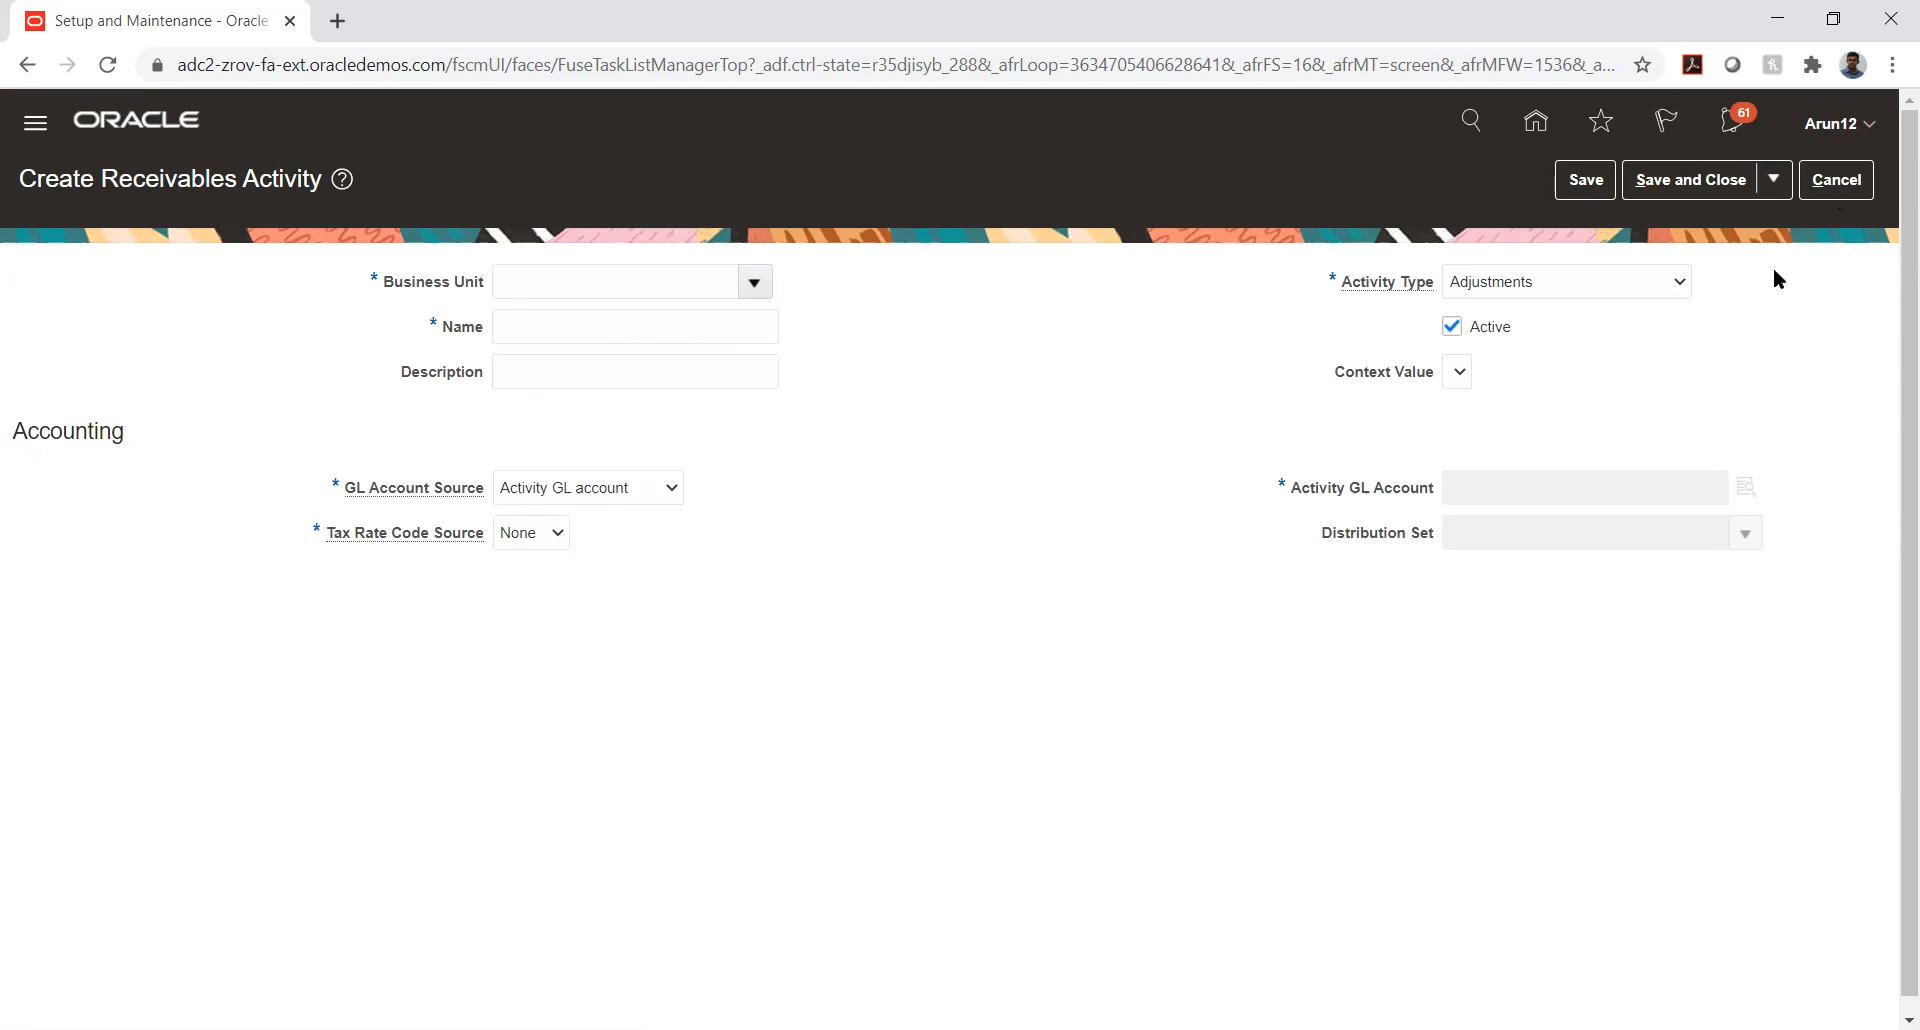 Setup and Maintenance - Oracle
adc2-zrov-fa-ext.oracledemos.com/fscmUI/faces/FuseTaskListManagerTop?_adf.ctrl-state=r35djisyb_288&_afrLoop=3634705406628641&_afrFS=16&_afrMT=screen&_afrMFW=1536&_a...
ORACLE
61
Arun12
Create Receivables Activity ?
Save
Save and Close
Cancel
* Business Unit
* Activity Type Adjustments
* Name
Active
Description
Context Value
Accounting
* GL Account Source Activity GL account
* Activity GL Account
* Tax Rate Code Source None
Distribution Set